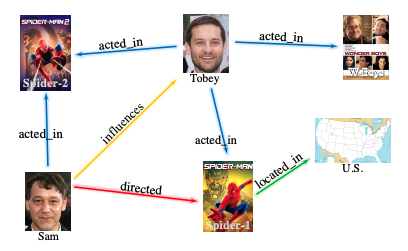 SPIDER-MAN 2
Spider-2
acted_in
Tobey
acted_in
WONDER BOYS
acted_in
influences
acted_in
SPIDER-MAN
Spider-1
located_in
U.S.
directed
Sam